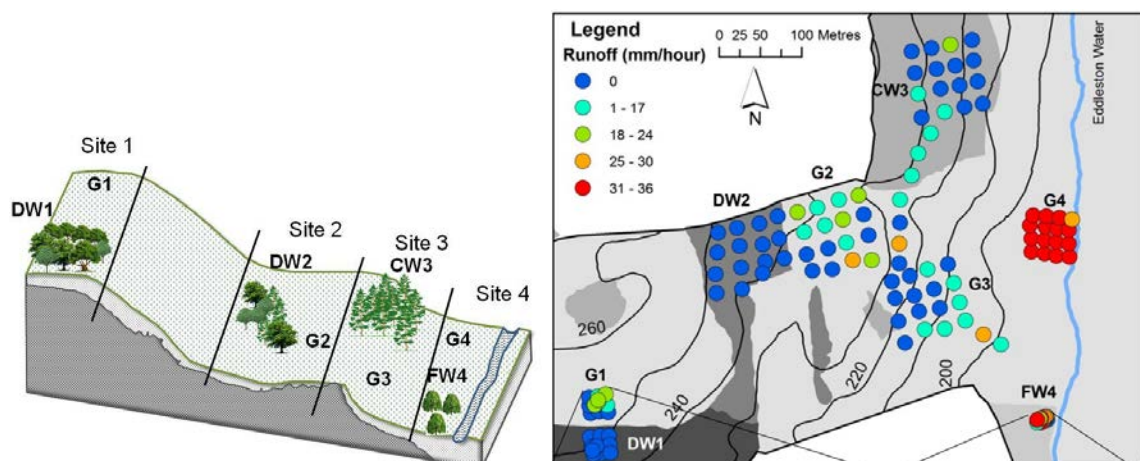 Site 1
G1
DW1
Site 2
DW2
Site 3
CW3
Site 4
G2
G4
G3
FW4
Legend
0 25 50 100 Metres
Runoff (mm/hour)
0
1 - 17
18 - 24
25 - 30
31 - 36
N
CW3
Eddleston Water
G2
DW2
G4
G3
260
220
200
G1
240
FW4
DW1